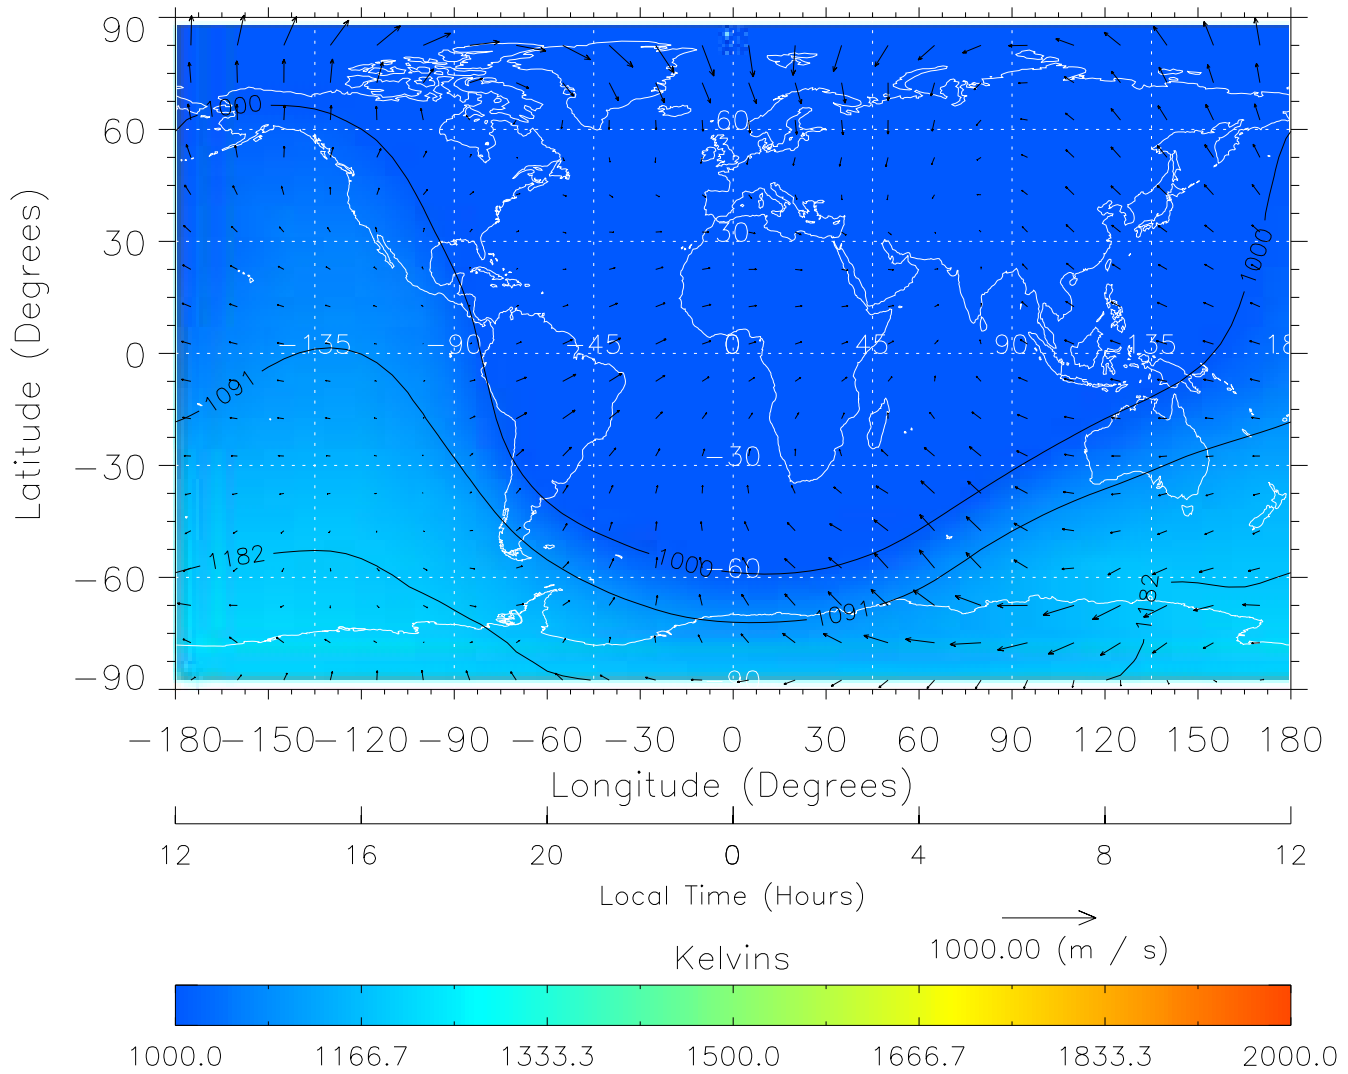 90
60
30
0
−30
−60
−90
Latitude (Degrees)
60
30
−135 −90 −45 0 45 90 135 18
−30
−60
−90
1000
1000
1091
1182
1000
1091
1182
−180 −150 −120 −90 −60 −30 0 30 60 90 120 150 180
Longitude (Degrees)
12 16 20 0 4 8 12
Local Time (Hours)
1000.00 (m / s)
Kelvins
1000.0 1166.7 1333.3 1500.0 1666.7 1833.3 2000.0